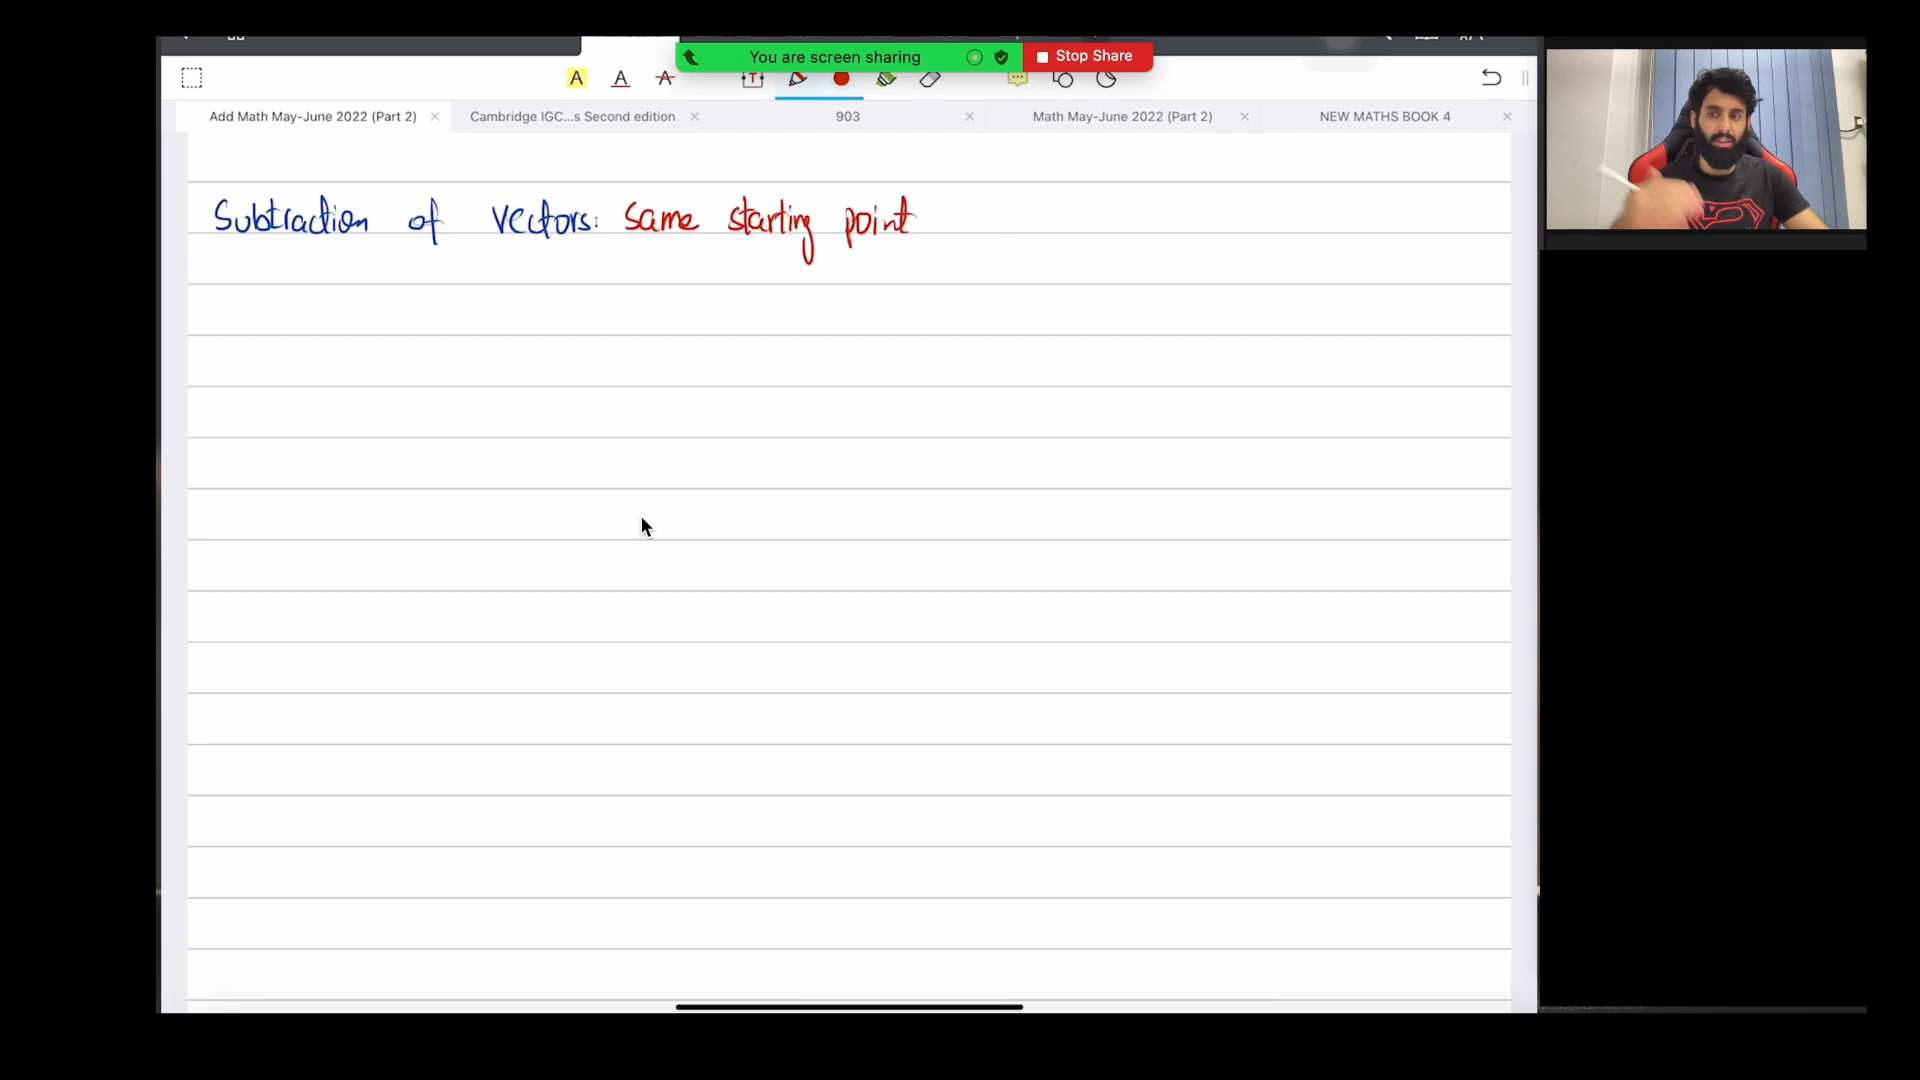 You are screen sharing
Stop Share
A A A T
Add Math May-June 2022 (Part 2)
Cambridge IGC...s Second edition
903
Math May-June 2022 (Part 2)
NEW MATHS BOOK 4
Subtraction of vectors: same starting point